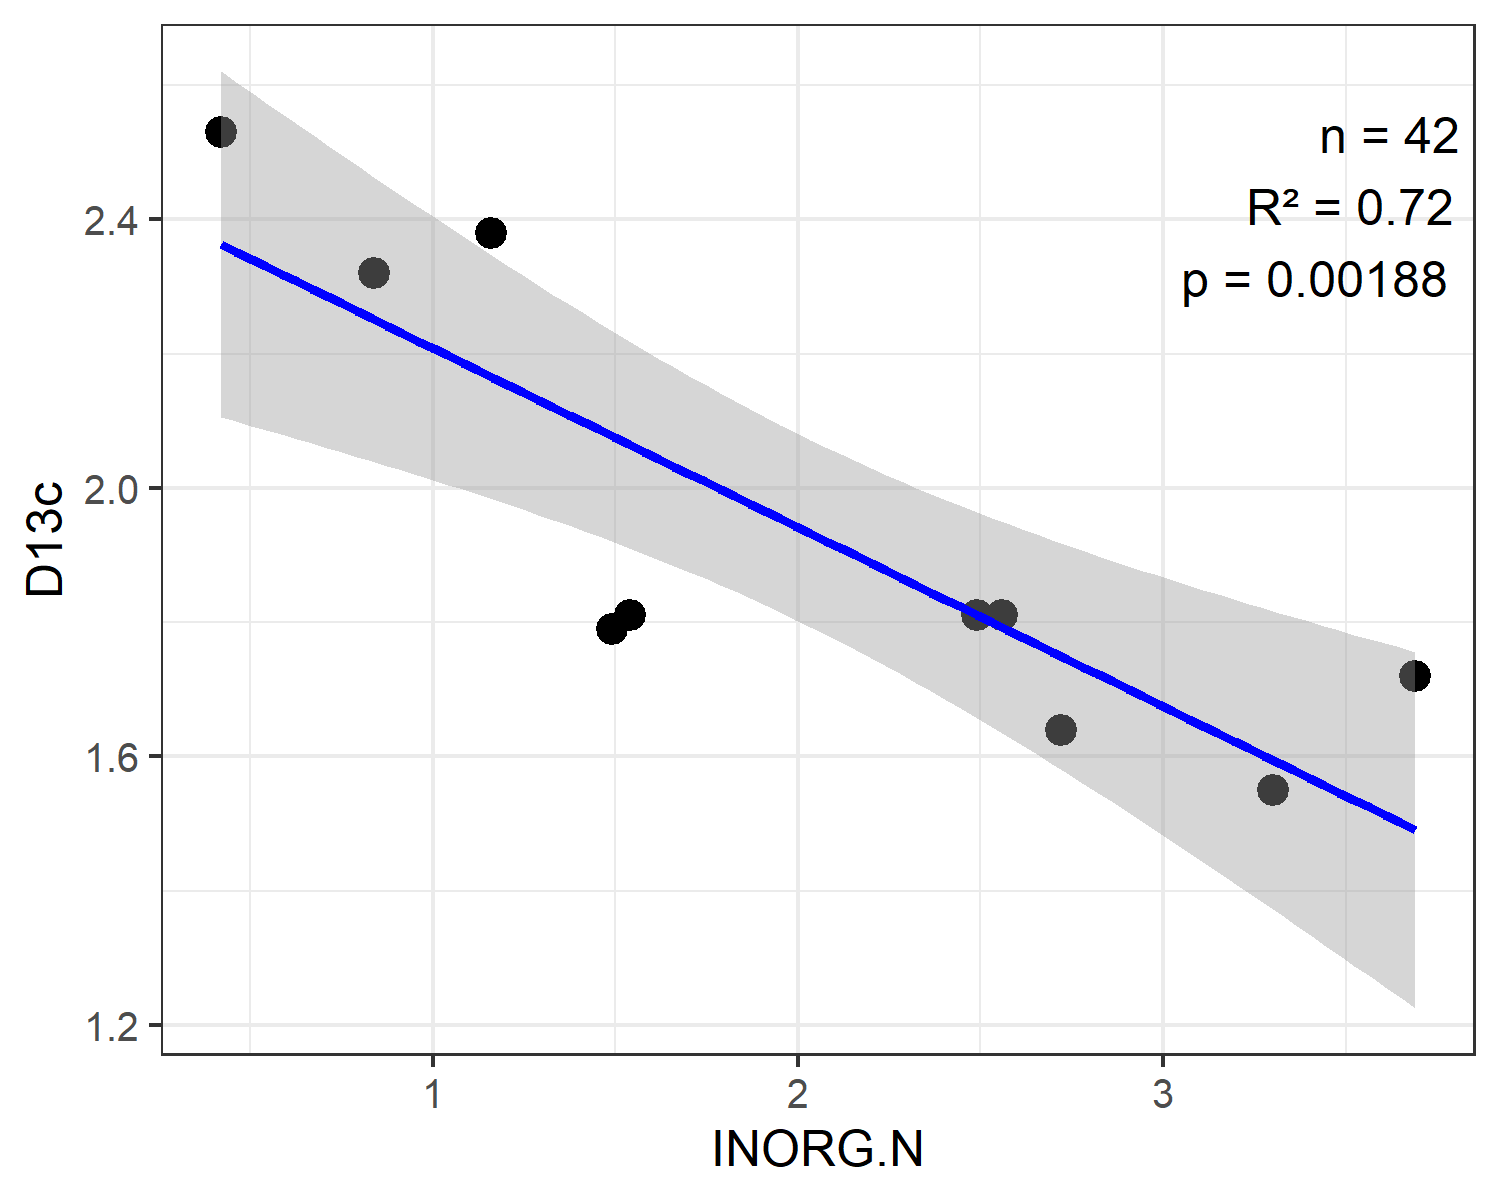 n = 42
R² = 0.72
p = 0.00188
2.4
2.0
1.6
1.2
D13c
1
2
3
INORG.N